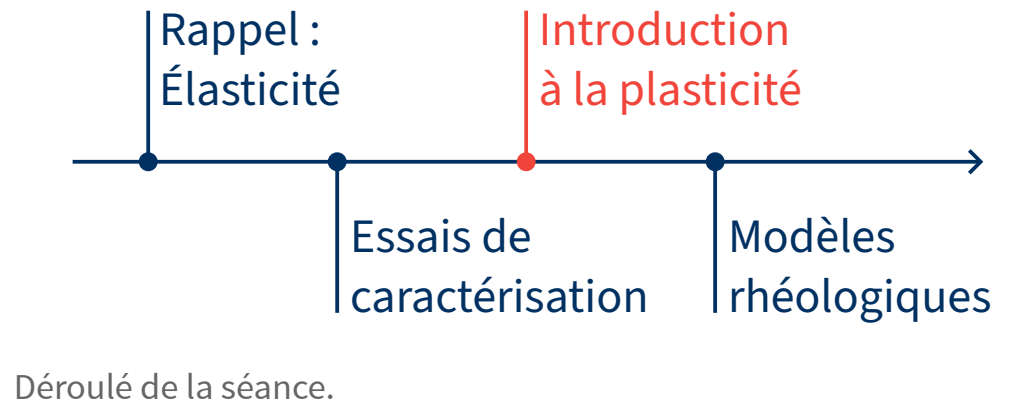 Rappel :
Élasticité
Introduction
à la plasticité
Essais de
caractérisation
Modèles
rhéologiques
Déroulé de la séance.